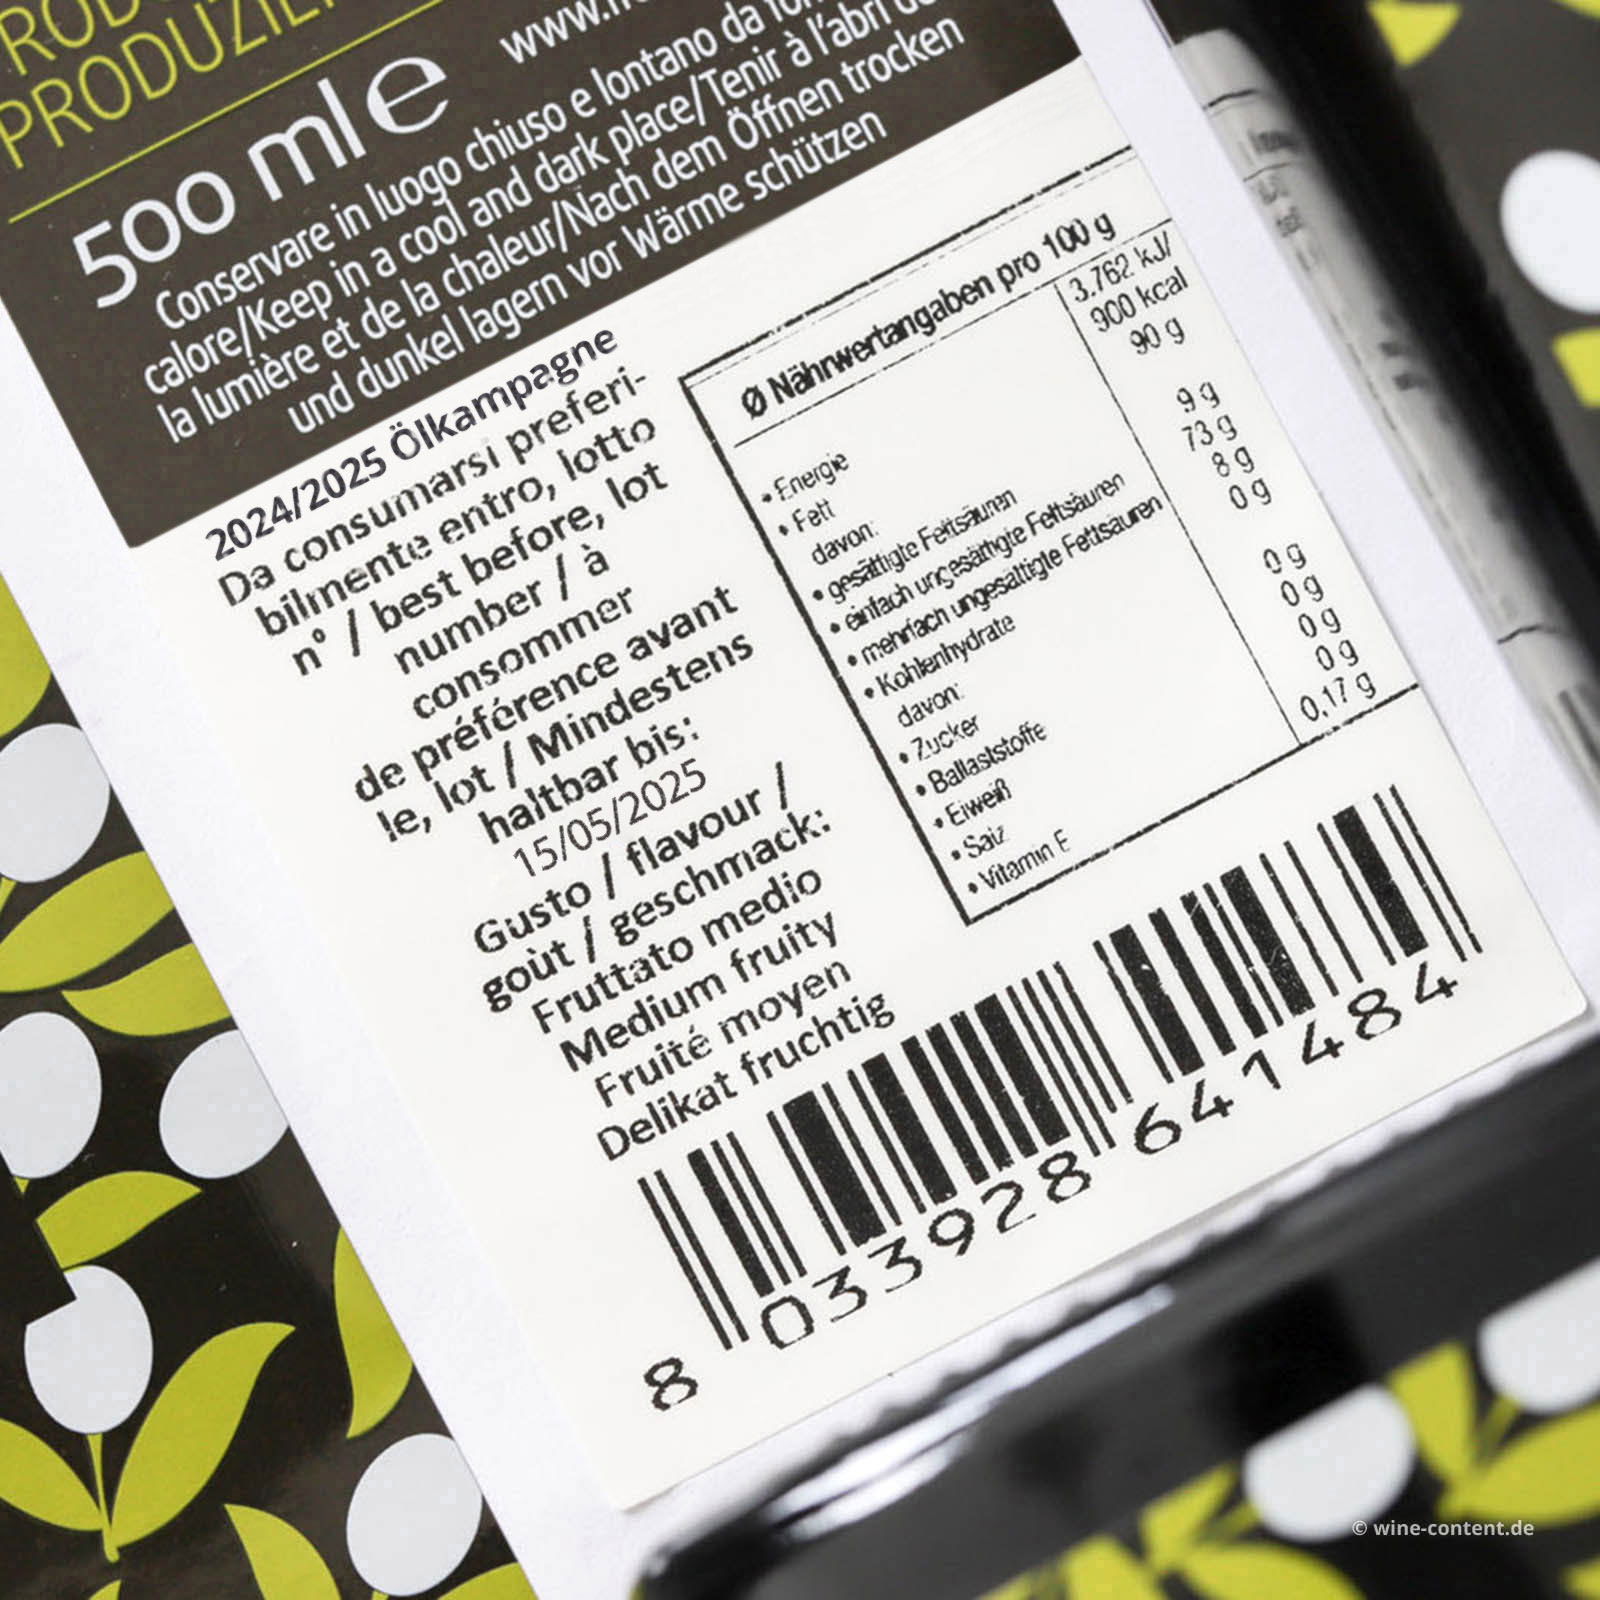 PRODUZIE
500 ml e
www.
Conservare in luogo chiuso e lontano da
calore/Keep in a cool and dark place/Tenir à l'abri
la lumière et de la chaleur/Nach dem Öffnen trocken
und dunkel lagern vor Wärme schützen
2024/2025 Ölkampagne
Da consumarsi preferi-
bilmente entro, lotto
n° / best before, lot
number / à
consommer
de préférence avant
le, lot / Mindestens
haltbar bis:
15/05/2025
Gusto / flavour /
goùt / geschmack:
Fruttato medio
Medium fruity
Fruité moyen
Delikat fruchtig
Ø Nährwertangaben pro 100 g
• Energie 3.762 kJ/
900 kcal
• Fett 90 g
davon:
• gesättigte Fettsäuren 9 g
• einfach ungesättigte Fettsäuren 73 g
• mehrfach ungesättigte Fettsäuren 8 g
• Kohlenhydrate 0 g
davon:
• Zucker 0 g
• Ballaststoffe 0 g
• Eiweiß 0 g
• Salz 0 g
• Vitamin E 0,17 g
8 033928 641484
© wine-content.de